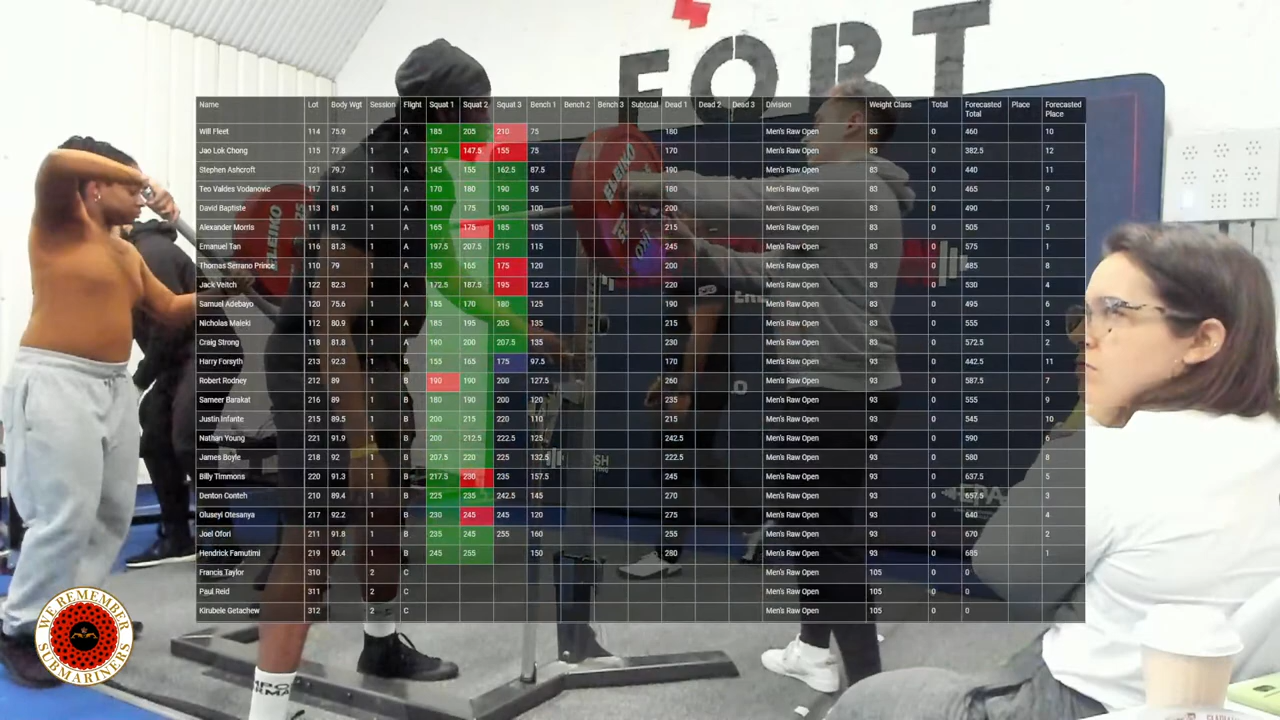 FORT
Name Lot Body Wgt Session Flight Squat 1 Squat 2 Squat 3 Bench 1 Bench 2 Bench 3 Subtotal Dead 1 Dead 2 Dead 3 Division Weight Class Total Forecasted Total Place Forecasted Place
Will Fleet 114 75.9 1 A 185 205 210 75 180 Men's Raw Open 83 0 460 10
Jao Lok Chong 115 77.8 1 A 137.5 147.5 155 75 170 Men's Raw Open 83 0 382.5 12
Stephen Ashcroft 121 79.7 1 A 145 155 162.5 87.5 190 Men's Raw Open 83 0 440 11
Teo Valdes Vodanovic 117 81.5 1 A 170 180 190 95 180 Men's Raw Open 83 0 465 9
David Baptiste 113 81 1 A 160 175 190 100 200 Men's Raw Open 83 0 490 7
Alexander Morris 111 81.2 1 A 165 175 185 105 215 Men's Raw Open 83 0 505 5
Emanuel Tan 116 81.3 1 A 197.5 207.5 215 115 245 Men's Raw Open 83 0 575 1
Thomas Serrano Prince 110 79 1 A 155 165 175 120 200 Men's Raw Open 83 0 485 8
Jack Veitch 122 82.3 1 A 172.5 187.5 195 122.5 220 Men's Raw Open 83 0 530 4
Samuel Adebayo 120 75.6 1 A 155 170 180 125 190 Men's Raw Open 83 0 495 6
Nicholas Maleki 112 80.9 1 A 185 195 205 135 215 Men's Raw Open 83 0 555 3
Craig Strong 118 81.8 1 A 190 200 207.5 135 230 Men's Raw Open 83 0 572.5 2
Harry Forsyth 213 92.3 1 B 155 165 175 97.5 170 Men's Raw Open 93 0 442.5 11
Robert Rodney 212 89 1 B 190 190 200 127.5 260 Men's Raw Open 93 0 587.5 7
Sameer Barakat 216 89 1 B 180 190 200 120 235 Men's Raw Open 93 0 555 9
Justin Infante 215 89.5 1 B 200 215 220 110 215 Men's Raw Open 93 0 545 10
Nathan Young 221 91.9 1 B 200 212.5 222.5 125 242.5 Men's Raw Open 93 0 590 6
James Boyle 218 92 1 B 207.5 220 225 132.5 222.5 Men's Raw Open 93 0 580 8
Billy Timmons 220 91.3 1 B 217.5 230 235 157.5 245 Men's Raw Open 93 0 637.5 5
Denton Conteh 210 89.4 1 B 225 235 242.5 145 270 Men's Raw Open 93 0 657.5 3
Oluseyi Otesanya 217 92.2 1 B 230 245 245 120 275 Men's Raw Open 93 0 640 4
Joel Ofori 211 91.8 1 B 235 245 255 160 255 Men's Raw Open 93 0 670 2
Hendrick Famutimi 219 90.4 1 B 245 255 150 280 Men's Raw Open 93 0 685 1
Francis Taylor 310 2 C Men's Raw Open 105 0 0
Paul Reid 311 2 C Men's Raw Open 105 0 0
Kirubele Getachew 312 2 C Men's Raw Open 105 0 0
ELEIKO
ELEIKO 25
WE REMEMBER SUBMARINERS